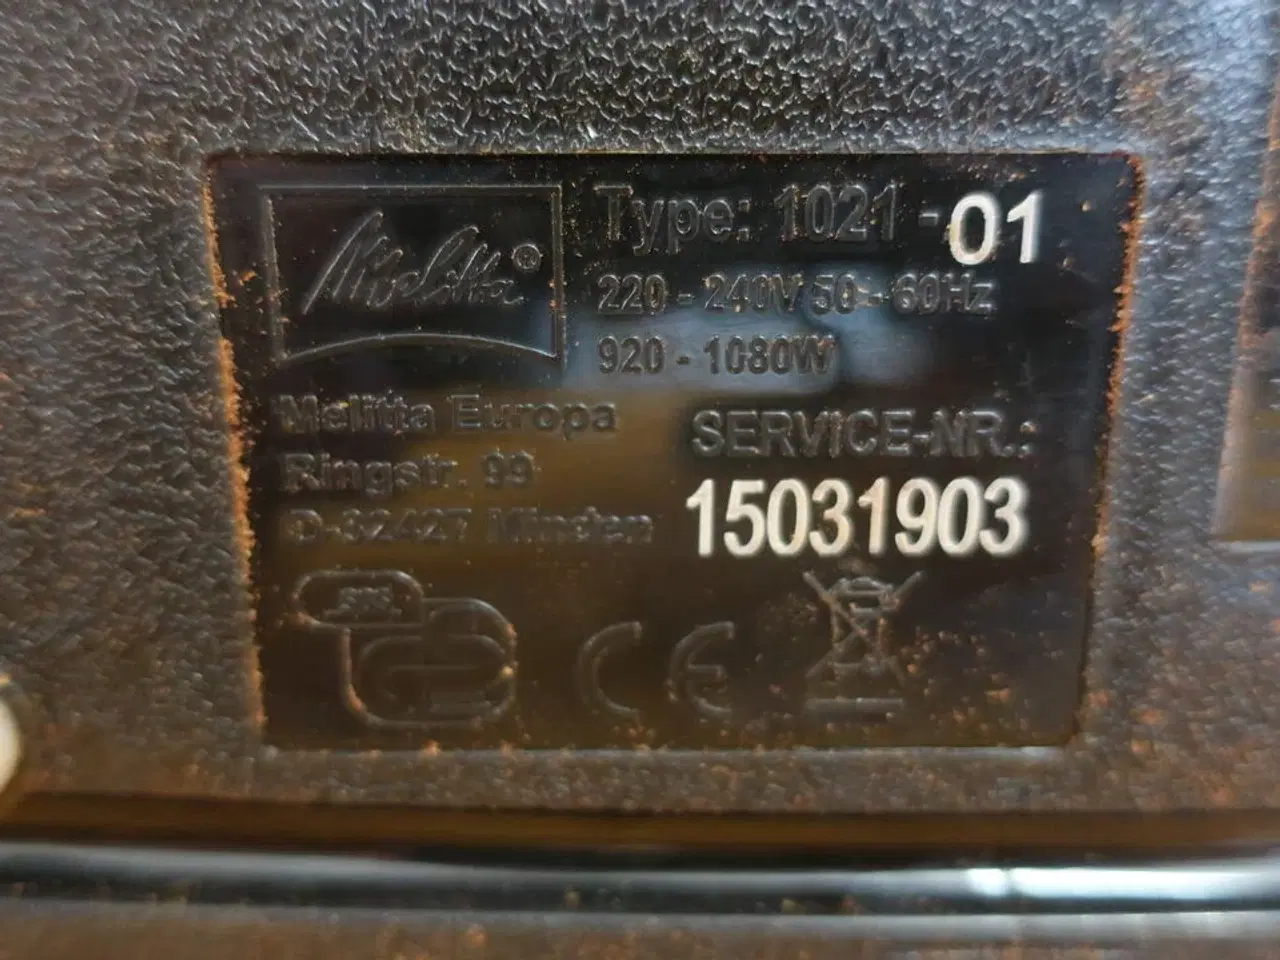 Melitta®
Type: 1021-01
220 - 240V 50 - 60Hz
920 - 1080W
Melitta Europa
Ringstr. 99
D-32427 Minden
SERVICE-NR.:
15031903
CE